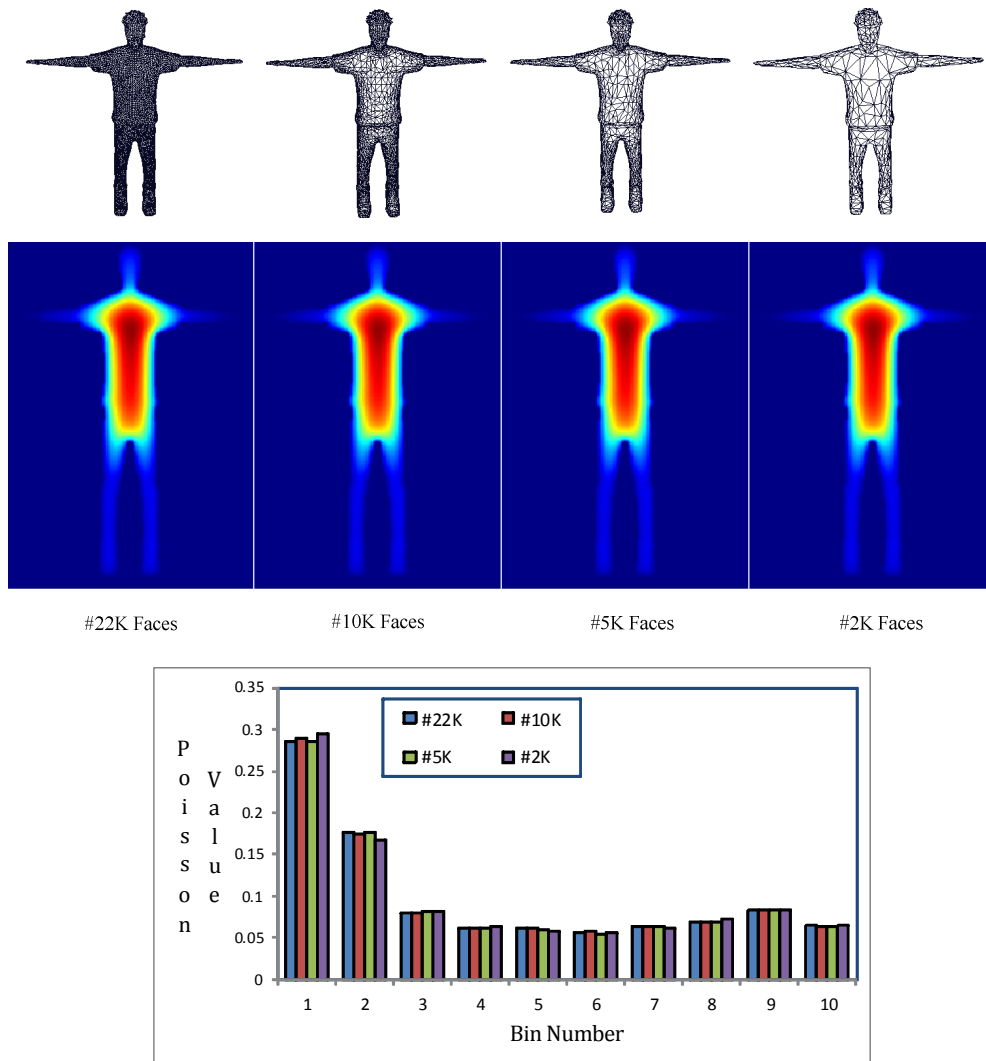 #22K Faces
#10K Faces
#5K Faces
#2K Faces
Poisson
Value
0.35
0.3
0.25
0.2
0.15
0.1
0.05
0
#22K
#10K
#5K
#2K
1 2 3 4 5 6 7 8 9 10
Bin Number